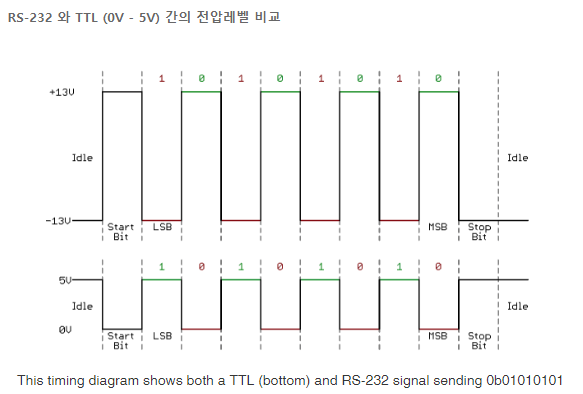 RS-232 와 TTL (0V - 5V) 간의 전압레벨 비교
1 0 1 0 1 0 1 0
+13V
Idle Idle
-13V
Start Bit LSB MSB Stop Bit
1 0 1 0 1 0 1 0
5V
Idle Idle
0V
Start Bit LSB MSB Stop Bit
This timing diagram shows both a TTL (bottom) and RS-232 signal sending 0b01010101